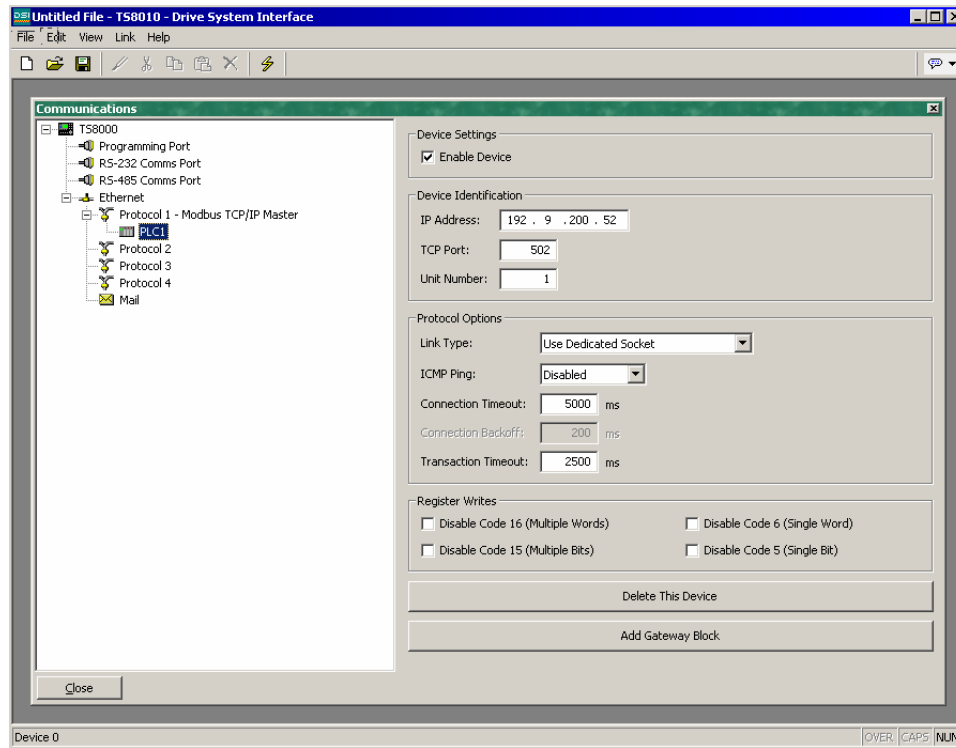 Untitled File - TS8010 - Drive System Interface
File Edit View Link Help
Communications
TS8000
Programming Port
RS-232 Comms Port
RS-485 Comms Port
Ethernet
Protocol 1 - Modbus TCP/IP Master
PLC1
Protocol 2
Protocol 3
Protocol 4
Mail
Close
Device Settings
Enable Device
Device Identification
IP Address: 192 . 9 .200 . 52
TCP Port: 502
Unit Number: 1
Protocol Options
Link Type: Use Dedicated Socket
ICMP Ping: Disabled
Connection Timeout: 5000 ms
Connection Backoff: 200 ms
Transaction Timeout: 2500 ms
Register Writes
Disable Code 16 (Multiple Words) Disable Code 6 (Single Word)
Disable Code 15 (Multiple Bits) Disable Code 5 (Single Bit)
Delete This Device
Add Gateway Block
Device 0 OVER CAPS NUM